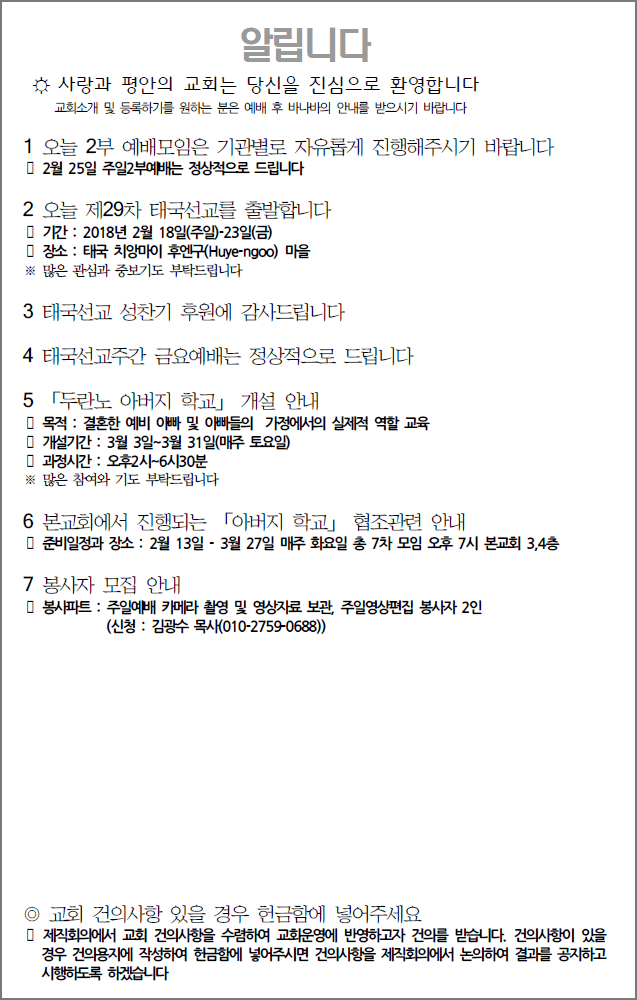 알립니다
☼ 사랑과 평안의 교회는 당신을 진심으로 환영합니다
교회소개 및 등록하기를 원하는 분은 예배 후 바나바의 안내를 받으시기 바랍니다
1 오늘 2부 예배모임은 기관별로 자유롭게 진행해주시기 바랍니다
▯ 2월 25일 주일2부예배는 정상적으로 드립니다
2 오늘 제29차 태국선교를 출발합니다
▯ 기간 : 2018년 2월 18일(주일)-23일(금)
▯ 장소 : 태국 치앙마이 후엔구(Huye-ngoo) 마을
※ 많은 관심과 중보기도 부탁드립니다
3 태국선교 성찬기 후원에 감사드립니다
4 태국선교주간 금요예배는 정상적으로 드립니다
5 「두란노 아버지 학교」 개설 안내
▯ 목적 : 결혼한 예비 아빠 및 아빠들의 가정에서의 실제적 역할 교육
▯ 개설기간 : 3월 3일~3월 31일(매주 토요일)
▯ 과정시간 : 오후2시~6시30분
※ 많은 참여와 기도 부탁드립니다
6 본교회에서 진행되는 「아버지 학교」 협조관련 안내
▯ 준비일정과 장소 : 2월 13일 - 3월 27일 매주 화요일 총 7차 모임 오후 7시 본교회 3,4층
7 봉사자 모집 안내
▯ 봉사파트 : 주일예배 카메라 촬영 및 영상자료 보관, 주일영상편집 봉사자 2인
(신청 : 김광수 목사(010-2759-0688))
◎ 교회 건의사항 있을 경우 헌금함에 넣어주세요
▯ 제직회의에서 교회 건의사항을 수렴하여 교회운영에 반영하고자 건의를 받습니다. 건의사항이 있을
경우 건의용지에 작성하여 헌금함에 넣어주시면 건의사항을 제직회의에서 논의하여 결과를 공지하고
시행하도록 하겠습니다